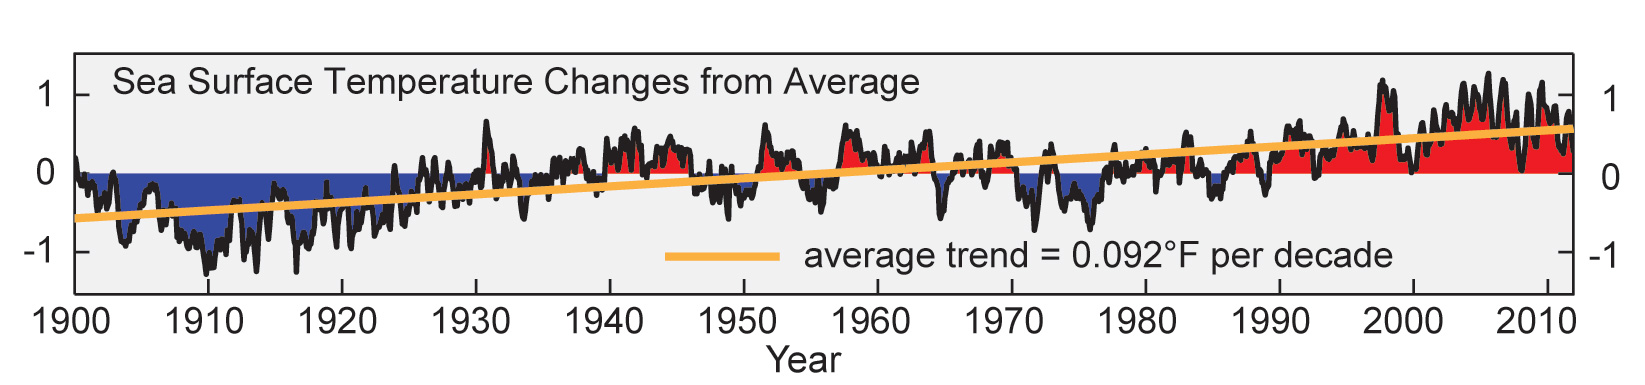 Sea Surface Temperature Changes from Average
1 1
0 0
-1 -1
average trend = 0.092°F per decade
1900 1910 1920 1930 1940 1950 1960 1970 1980 1990 2000 2010
Year